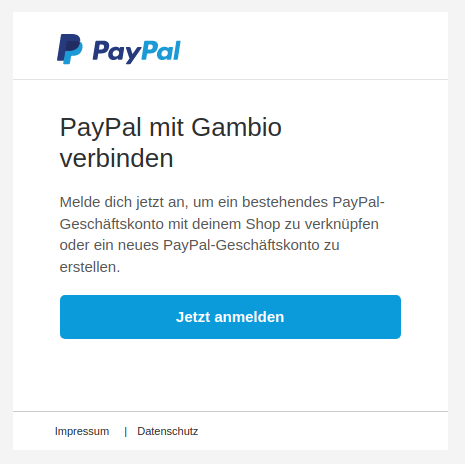 PayPal
PayPal mit Gambio
verbinden
Melde dich jetzt an, um ein bestehendes PayPal-
Geschäftskonto mit deinem Shop zu verknüpfen
oder ein neues PayPal-Geschäftskonto zu
erstellen.
Jetzt anmelden
Impressum | Datenschutz